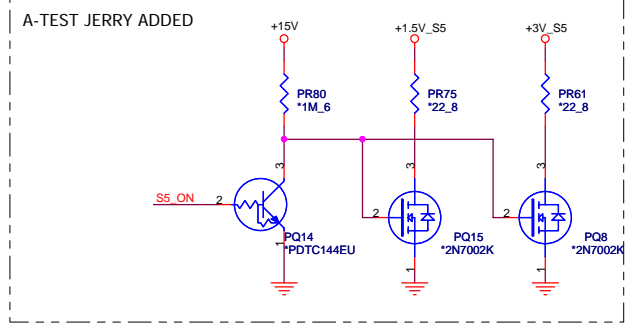 A-TEST JERRY ADDED
+15V
+1.5V_S5
+3V_S5
PR80
*1M_6
PR75
*22_8
PR61
*22_8
3
3
3
S5_ON
2
2
2
PQ14
*PDTC144EU
PQ15
*2N7002K
PQ8
*2N7002K
1
1
1